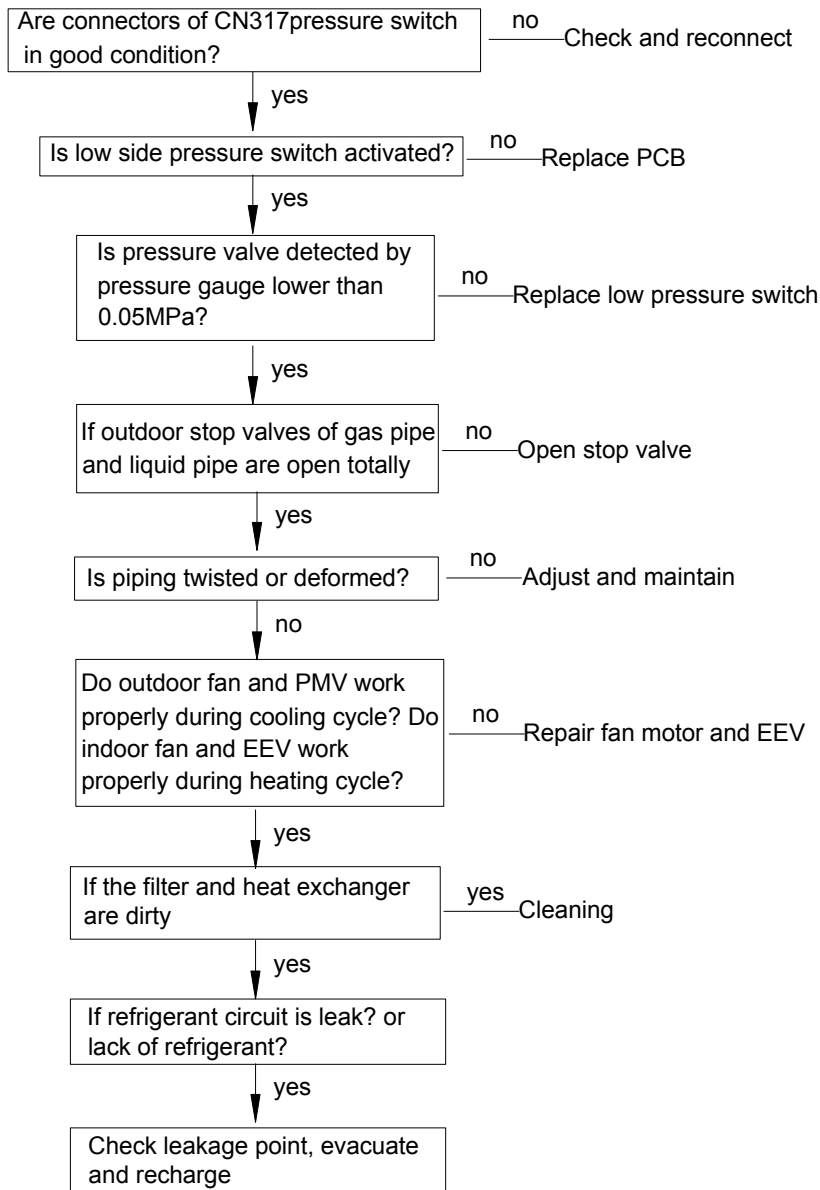 Are connectors of CN317pressure switch
in good condition?
no
Check and reconnect
yes
Is low side pressure switch activated?
no
Replace PCB
yes
Is pressure valve detected by
pressure gauge lower than
0.05MPa?
no
Replace low pressure switch
yes
If outdoor stop valves of gas pipe
and liquid pipe are open totally
no
Open stop valve
yes
Is piping twisted or deformed?
no
Adjust and maintain
no
Do outdoor fan and PMV work
properly during cooling cycle? Do
indoor fan and EEV work
properly during heating cycle?
no
Repair fan motor and EEV
yes
If the filter and heat exchanger
are dirty
yes
Cleaning
yes
If refrigerant circuit is leak? or
lack of refrigerant?
yes
Check leakage point, evacuate
and recharge